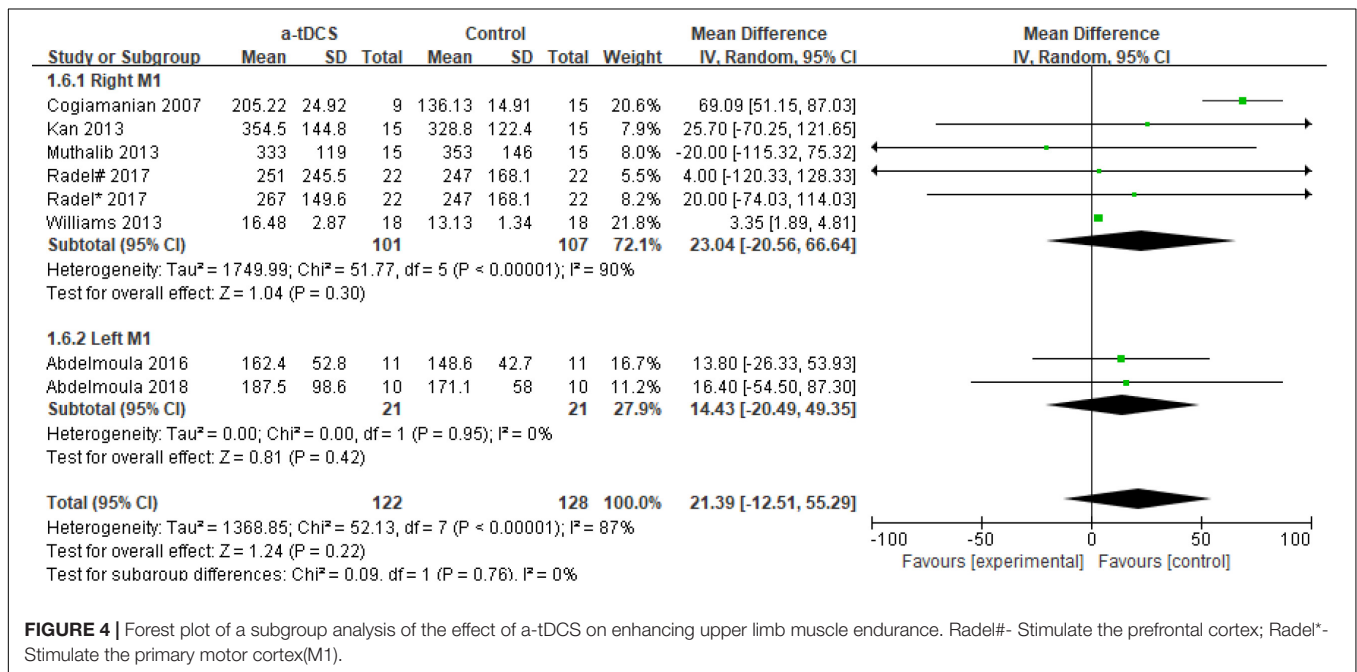 a-tDCS Control Mean Difference Mean Difference
Study or Subgroup Mean SD Total Mean SD Total Weight IV, Random, 95% CI IV, Random, 95% CI
1.6.1 Right M1
Cogiamanian 2007 205.22 24.92 9 136.13 14.91 15 20.6% 69.09 [51.15, 87.03]
Kan 2013 354.5 144.8 15 328.8 122.4 15 7.9% 25.70 [-70.25, 121.65]
Muthalib 2013 333 119 15 353 146 15 8.0% -20.00 [-115.32, 75.32]
Radel# 2017 251 245.5 22 247 168.1 22 5.5% 4.00 [-120.33, 128.33]
Radel* 2017 267 149.6 22 247 168.1 22 8.2% 20.00 [-74.03, 114.03]
Williams 2013 16.48 2.87 18 13.13 1.34 18 21.8% 3.35 [1.89, 4.81]
Subtotal (95% CI) 101 107 72.1% 23.04 [-20.56, 66.64]
Heterogeneity: Tau² = 1749.99; Chi² = 51.77, df = 5 (P < 0.00001); I² = 90%
Test for overall effect: Z = 1.04 (P = 0.30)
1.6.2 Left M1
Abdelmoula 2016 162.4 52.8 11 148.6 42.7 11 16.7% 13.80 [-26.33, 53.93]
Abdelmoula 2018 187.5 98.6 10 171.1 58 10 11.2% 16.40 [-54.50, 87.30]
Subtotal (95% CI) 21 21 27.9% 14.43 [-20.49, 49.35]
Heterogeneity: Tau² = 0.00; Chi² = 0.00, df = 1 (P = 0.95); I² = 0%
Test for overall effect: Z = 0.81 (P = 0.42)
Total (95% CI) 122 128 100.0% 21.39 [-12.51, 55.29]
Heterogeneity: Tau² = 1368.85; Chi² = 52.13, df = 7 (P < 0.00001); I² = 87%
Test for overall effect: Z = 1.24 (P = 0.22)
Test for subgroup differences: Chi² = 0.09, df = 1 (P = 0.76), I² = 0%
-100 -50 0 50 100
Favours [experimental] Favours [control]
FIGURE 4 | Forest plot of a subgroup analysis of the effect of a-tDCS on enhancing upper limb muscle endurance. Radel#- Stimulate the prefrontal cortex; Radel*-
Stimulate the primary motor cortex(M1).